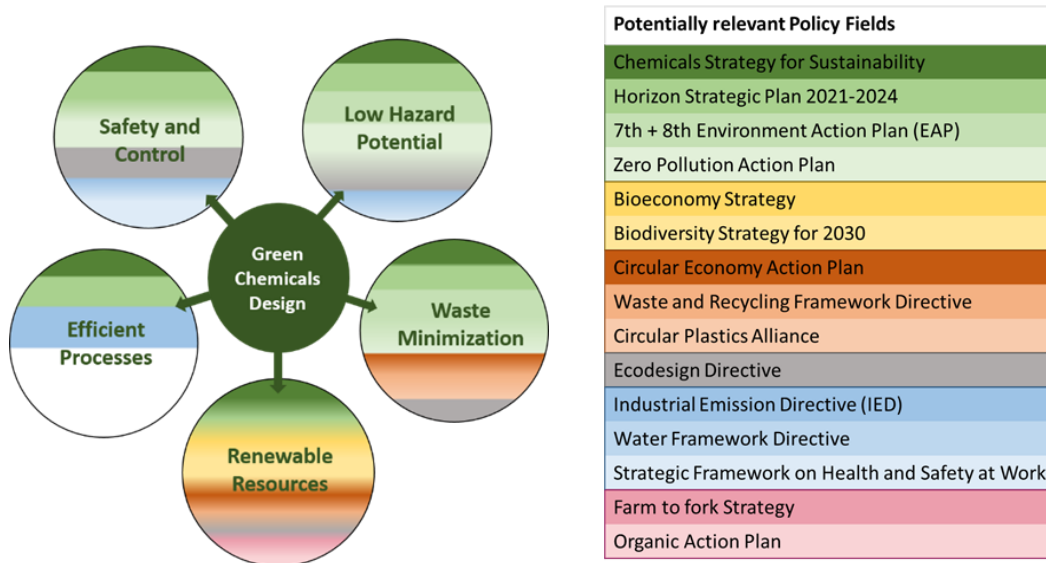 Safety and
Control
Low Hazard
Potential
Green
Chemicals
Design
Efficient
Processes
Waste
Minimization
Renewable
Resources
Potentially relevant Policy Fields
Chemicals Strategy for Sustainability
Horizon Strategic Plan 2021-2024
7th + 8th Environment Action Plan (EAP)
Zero Pollution Action Plan
Bioeconomy Strategy
Biodiversity Strategy for 2030
Circular Economy Action Plan
Waste and Recycling Framework Directive
Circular Plastics Alliance
Ecodesign Directive
Industrial Emission Directive (IED)
Water Framework Directive
Strategic Framework on Health and Safety at Work
Farm to fork Strategy
Organic Action Plan